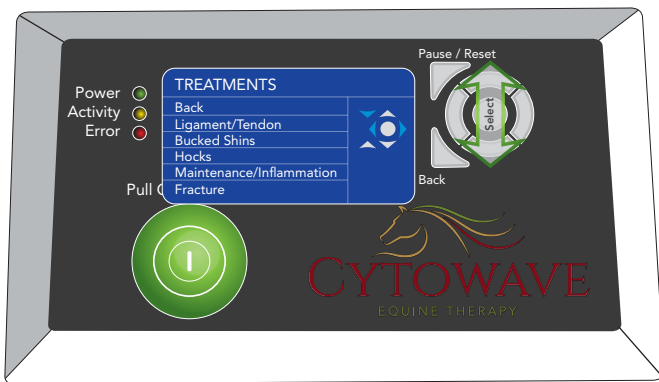 Pause / Reset
Power
Activity
Error
TREATMENTS
Back
Ligament/Tendon
Bucked Shins
Hocks
Maintenance/Inflammation
Fracture
Select
Back
Pull
CYTOWAVE
EQUINE THERAPY